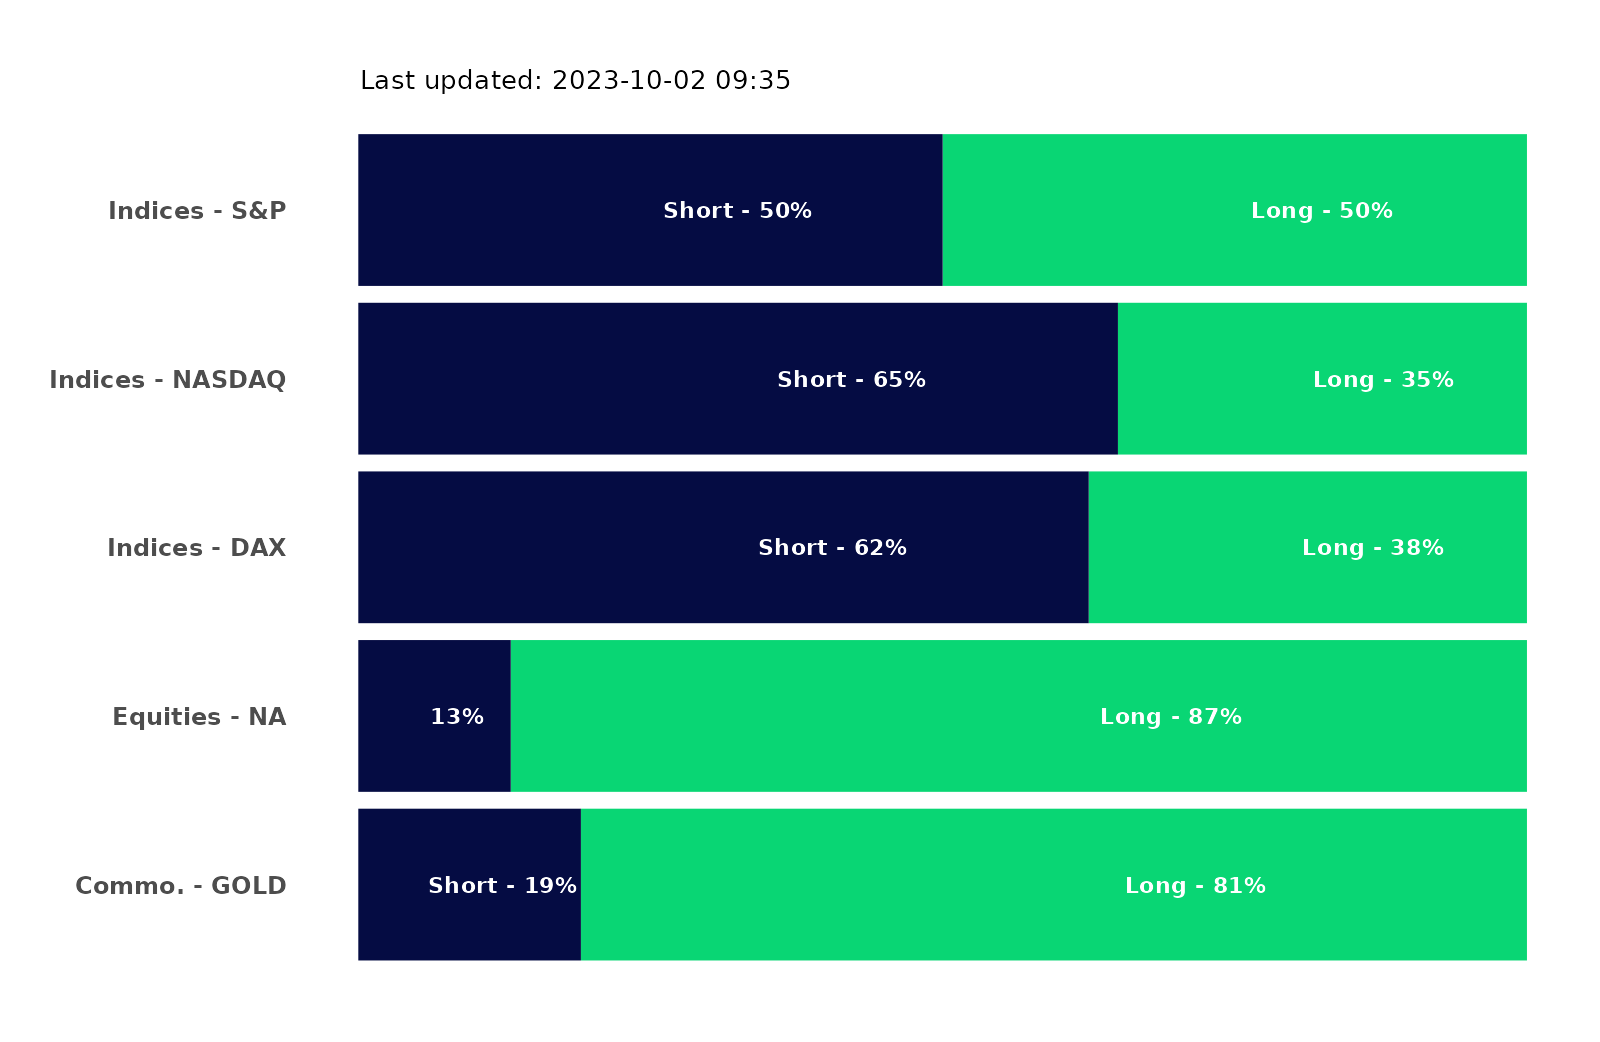 Last updated: 2023-10-02 09:35
Indices - S&P Short - 50% Long - 50%
Indices - NASDAQ Short - 65% Long - 35%
Indices - DAX Short - 62% Long - 38%
Equities - NA 13% Long - 87%
Commo. - GOLD Short - 19% Long - 81%